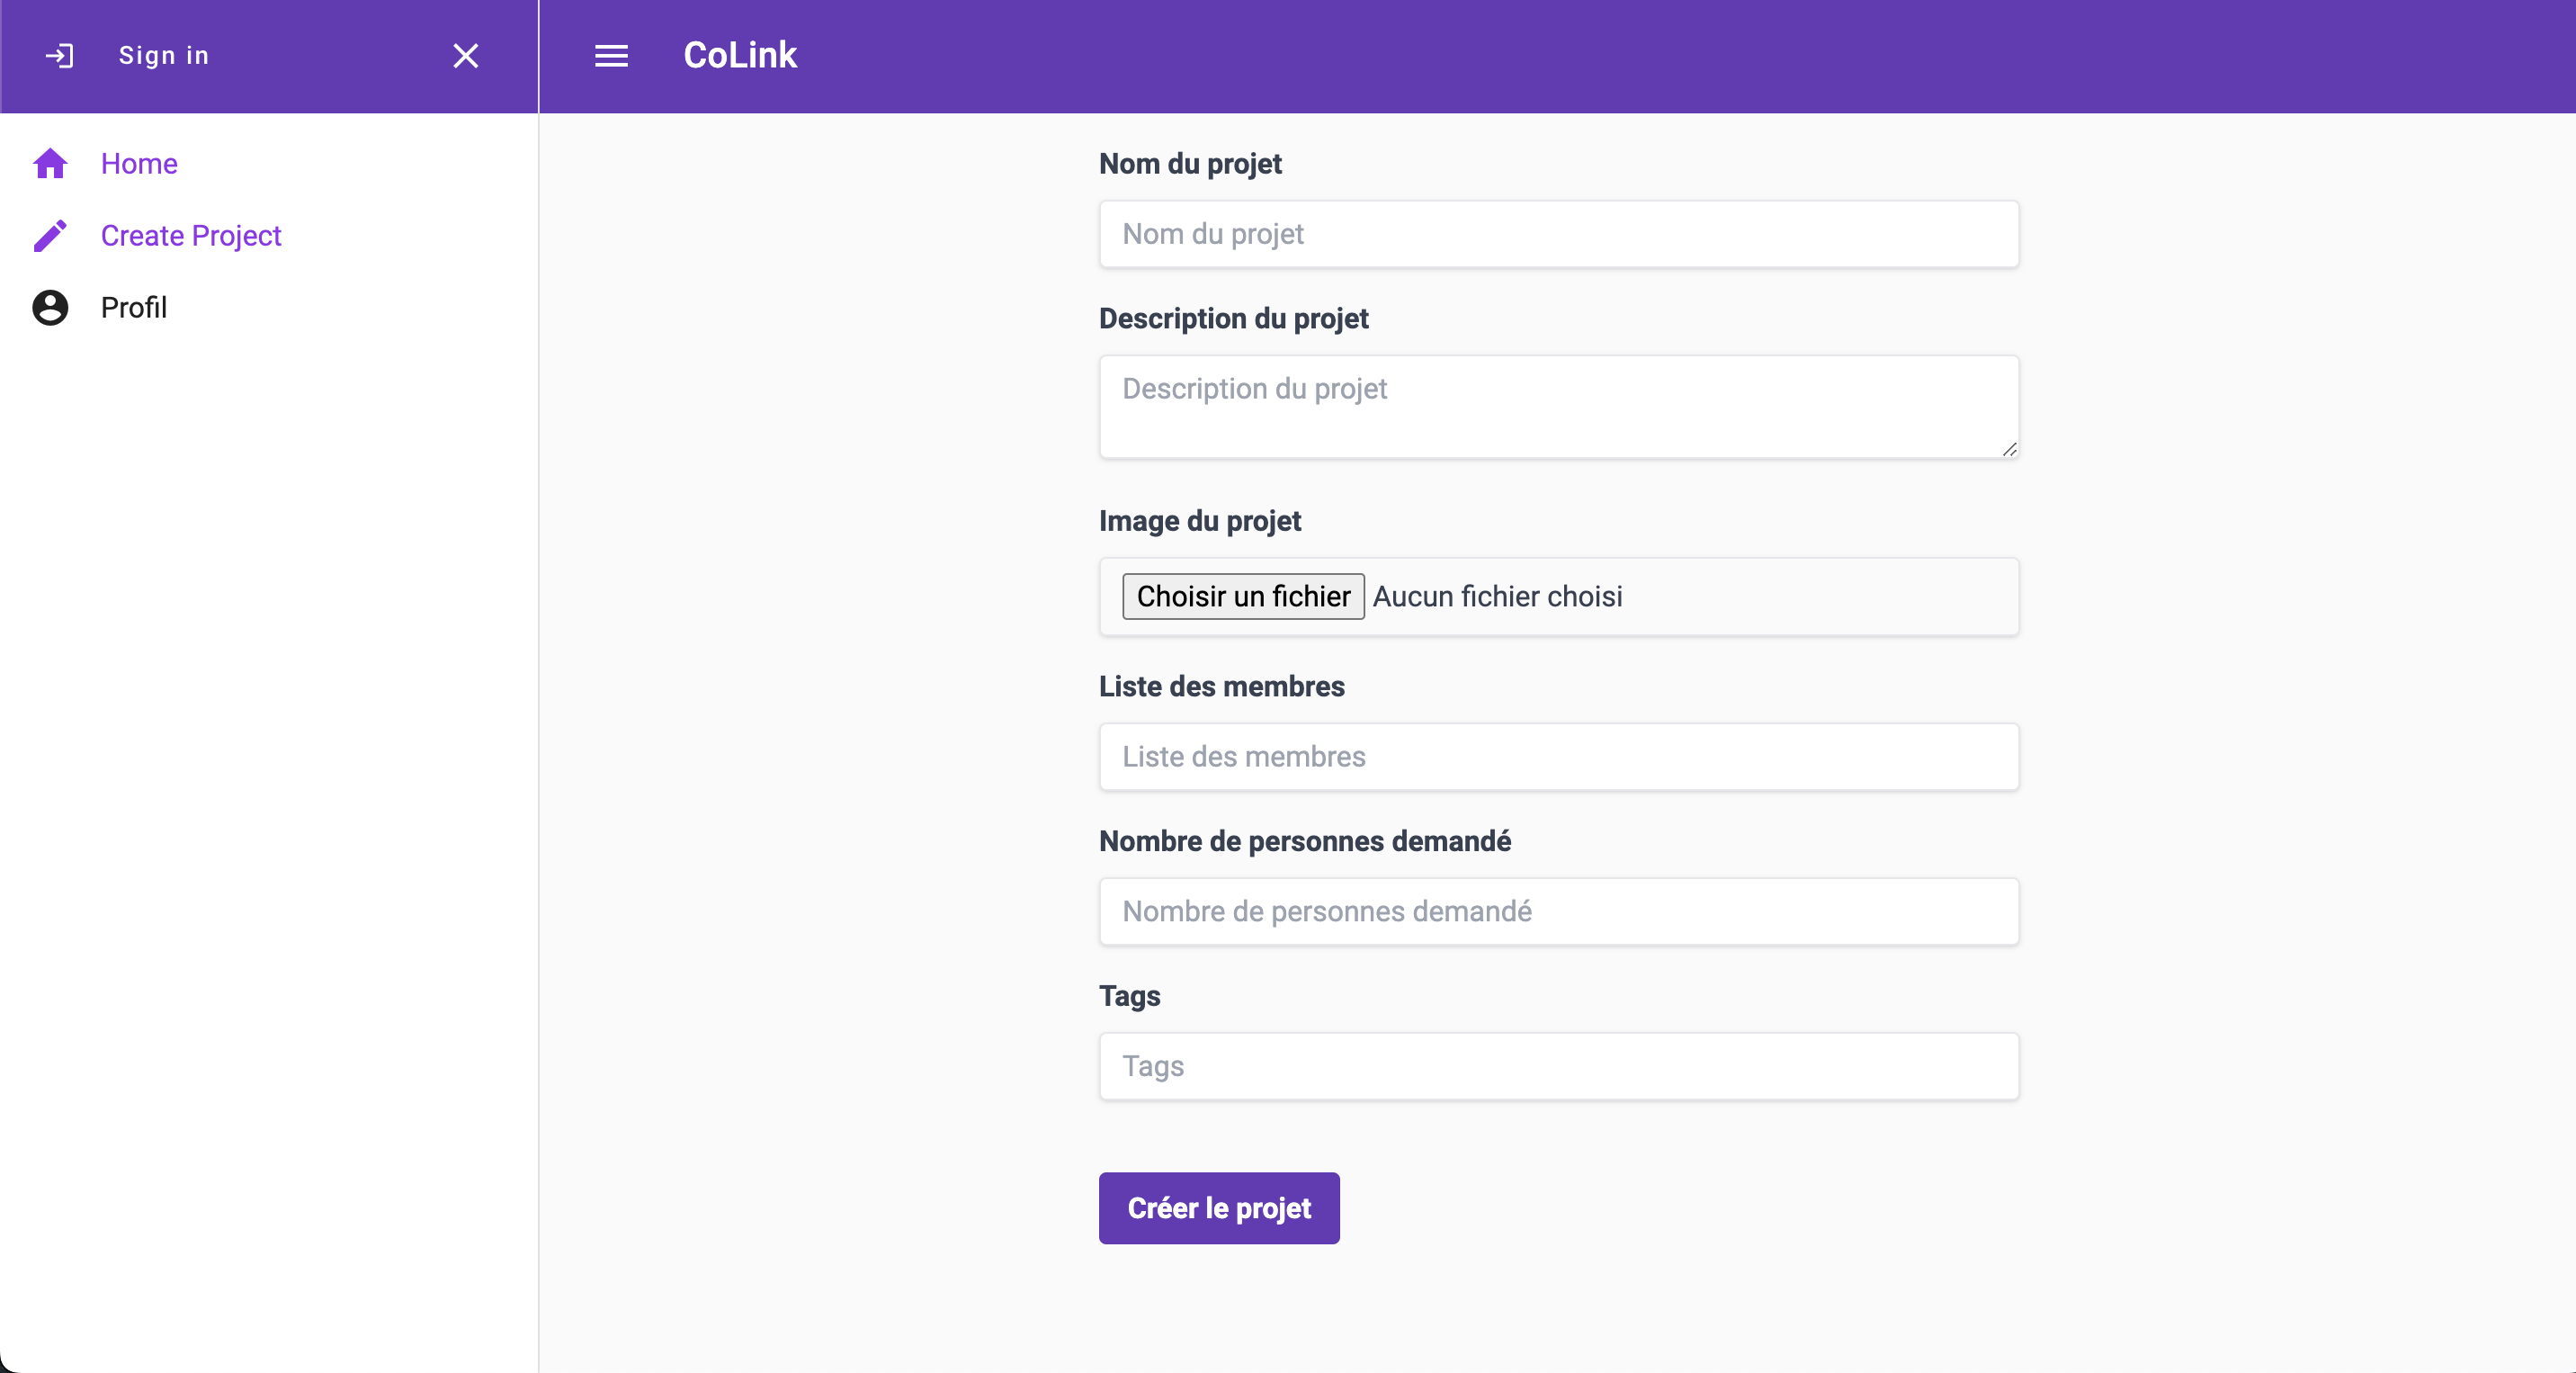 Sign in
CoLink
Home
Create Project
Profil
Nom du projet
Nom du projet
Description du projet
Description du projet
Image du projet
Choisir un fichier Aucun fichier choisi
Liste des membres
Liste des membres
Nombre de personnes demandé
Nombre de personnes demandé
Tags
Tags
Créer le projet